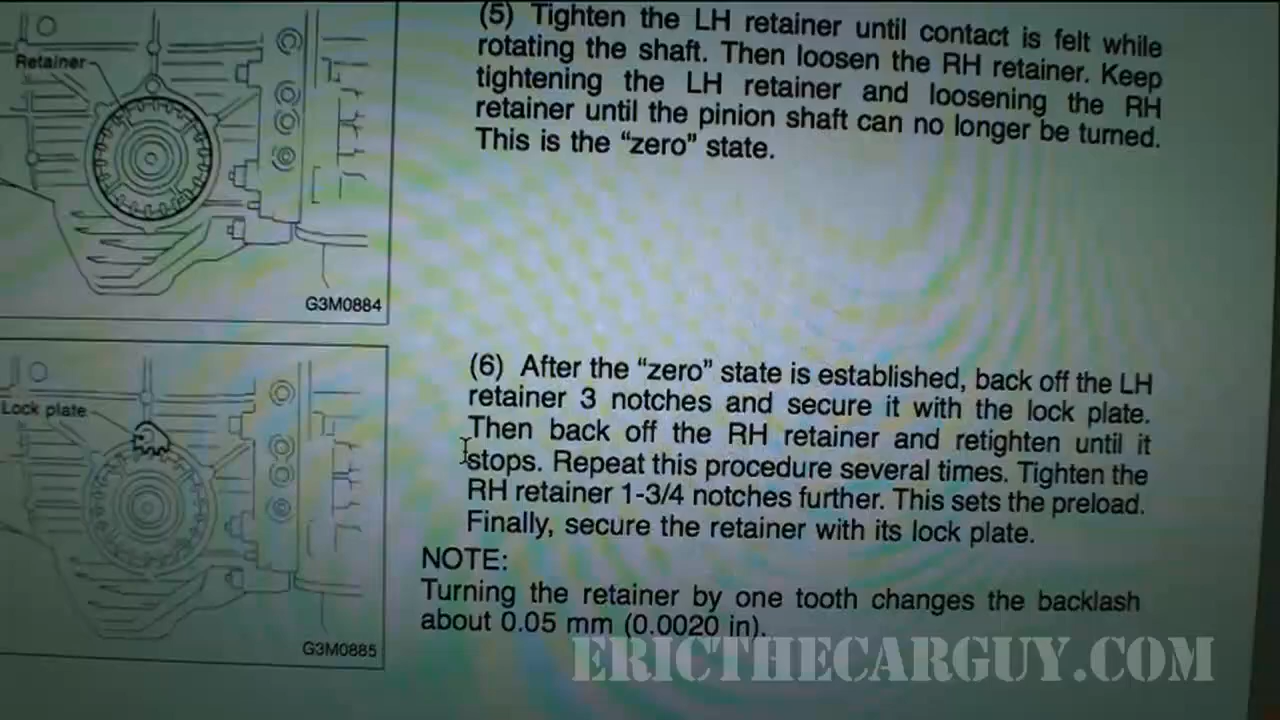 Retainer
G3M0884
(5) Tighten the LH retainer until contact is felt while
rotating the shaft. Then loosen the RH retainer. Keep
tightening the LH retainer and loosening the RH
retainer until the pinion shaft can no longer be turned.
This is the “zero” state.
Lock plate
G3M0885
(6) After the “zero” state is established, back off the LH
retainer 3 notches and secure it with the lock plate.
Then back off the RH retainer and retighten until it
stops. Repeat this procedure several times. Tighten the
RH retainer 1-3/4 notches further. This sets the preload.
Finally, secure the retainer with its lock plate.
NOTE:
Turning the retainer by one tooth changes the backlash
about 0.05 mm (0.0020 in).
ERICTHECARGUY.COM